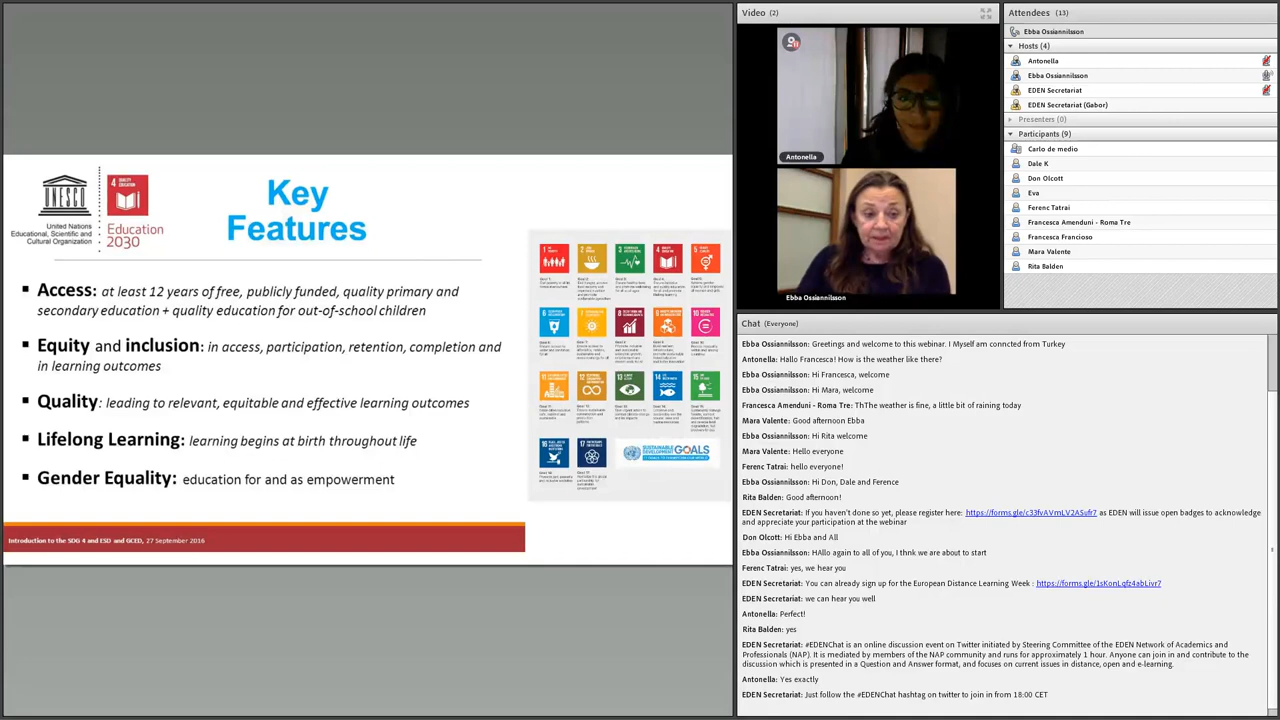 UNESCO
United Nations
Educational, Scientific and
Cultural Organization
4 QUALITY EDUCATION
Education
2030
Key
Features
Access: at least 12 years of free, publicly funded, quality primary and
secondary education + quality education for out-of-school children
Equity and inclusion: in access, participation, retention, completion and
in learning outcomes
Quality: leading to relevant, equitable and effective learning outcomes
Lifelong Learning: learning begins at birth throughout life
Gender Equality: education for and as empowerment
SUSTAINABLE DEVELOPMENT
GOALS
Introduction to the SDG 4 and ESD and GCED, 27 September 2016
Video (2)
Antonella
Ebba Ossiannilsson
Attendees (13)
Ebba Ossiannilsson
Hosts (4)
Antonella
Ebba Ossiannilsson
EDEN Secretariat
EDEN Secretariat (Gabor)
Presenters (0)
Participants (9)
Carlo de medio
Dale K
Don Olcott
Eva
Ferenc Tatrai
Francesca Amenduni - Roma Tre
Francesca Francioso
Mara Valente
Rita Balden
Chat (Everyone)
Ebba Ossiannilsson: Greetings and welcome to this webinar. I Myself am conncted from Turkey
Antonella: Hallo Francesca! How is the weather like there?
Ebba Ossiannilsson: Hi Francesca, welcome
Ebba Ossiannilsson: Hi Mara, welcome
Francesca Amenduni - Roma Tre: ThThe weather is fine, a little bit of rajning today
Mara Valente: Good afternoon Ebba
Ebba Ossiannilsson: Hi Rita welcome
Mara Valente: Hello everyone
Ferenc Tatrai: hello everyone!
Ebba Ossiannilsson: Hi Don, Dale and Ference
Rita Balden: Good afternoon!
EDEN Secretariat: If you haven't done so yet, please register here: https://forms.gle/c33fvAVmLV2ASufr7 as EDEN will issue open badges to acknowledge
and appreciate your participation at the webinar
Don Olcott: Hi Ebba and All
Ebba Ossiannilsson: HAllo again to all of you, I thnk we are about to start
Ferenc Tatrai: yes, we hear you
EDEN Secretariat: You can already sign up for the European Distance Learning Week : https://forms.gle/1sKonLqfz4abLivr7
EDEN Secretariat: we can hear you well
Antonella: Perfect!
Rita Balden: yes
EDEN Secretariat: #EDENChat is an online discussion event on Twitter initiated by Steering Committee of the EDEN Network of Academics and
Professionals (NAP). It is mediated by members of the NAP community and runs for approximately 1 hour. Anyone can join in and contribute to the
discussion which is presented in a Question and Answer format, and focuses on current issues in distance, open and e-learning.
Antonella: Yes exactly
EDEN Secretariat: Just follow the #EDENChat hashtag on twitter to join in from 18:00 CET